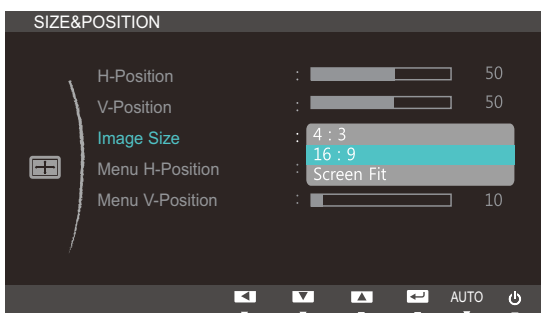 SIZE&POSITION
H-Position : 50
V-Position : 50
Image Size : 4 : 3
16 : 9
Menu H-Position : Screen Fit
Menu V-Position : 10
AUTO